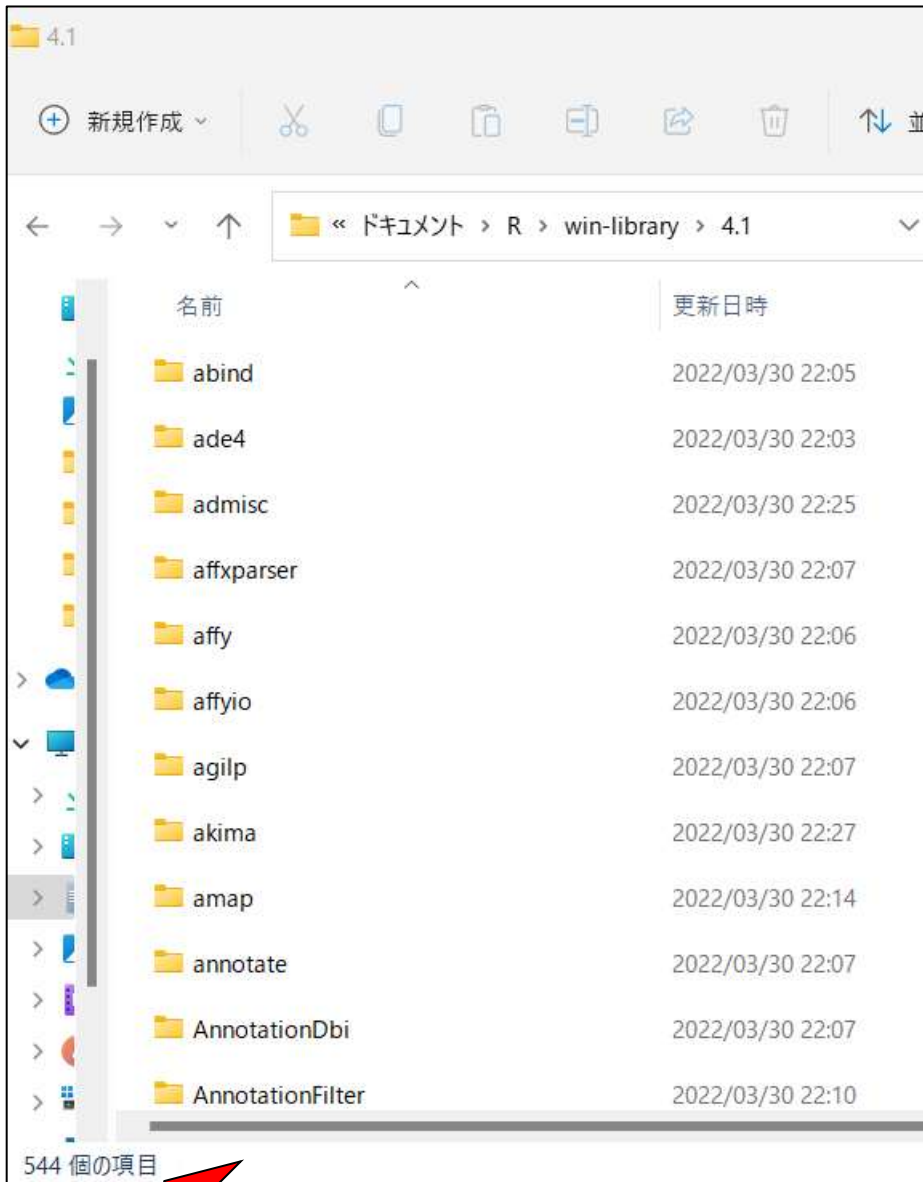 4.1
新規作成
« ドキュメント > R > win-library > 4.1
名前 更新日時
abind 2022/03/30 22:05
ade4 2022/03/30 22:03
admisc 2022/03/30 22:25
affxparser 2022/03/30 22:07
affy 2022/03/30 22:06
affyio 2022/03/30 22:06
agilp 2022/03/30 22:07
akima 2022/03/30 22:27
amap 2022/03/30 22:14
annotate 2022/03/30 22:07
AnnotationDbi 2022/03/30 22:07
AnnotationFilter 2022/03/30 22:10
544 個の項目